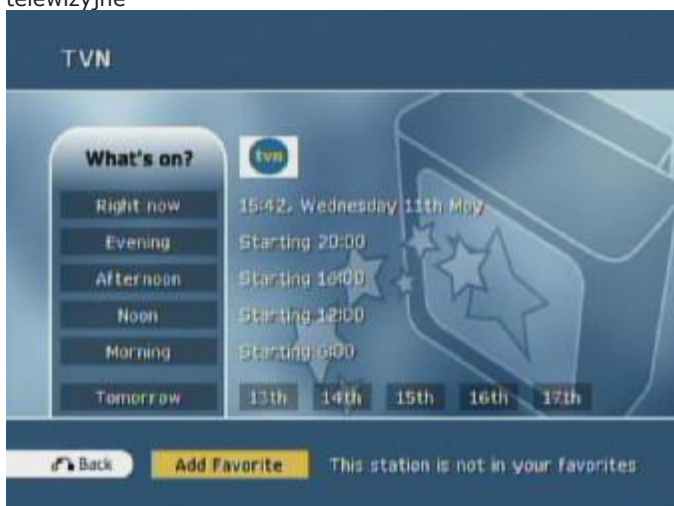 telewizyjne
TVN
What's on?
tvn
Right now 15:42, Wednesday 11th May
Evening Starting 20:00
Afternoon Starting 16:00
Noon Starting 12:00
Morning Starting 6:00
Tomorrow 13th 14th 15th 16th 17th
Back Add Favorite This station is not in your favorites